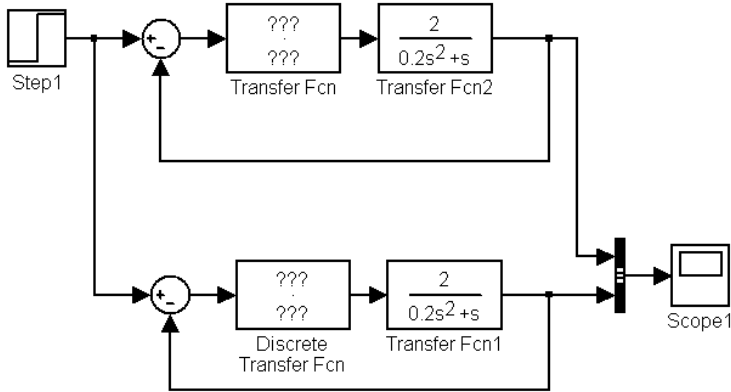 Step1
+
-
???
???
Transfer Fcn
2
0.2s² +s
Transfer Fcn2
+
-
???
???
Discrete
Transfer Fcn
2
0.2s² +s
Transfer Fcn1
Scope1